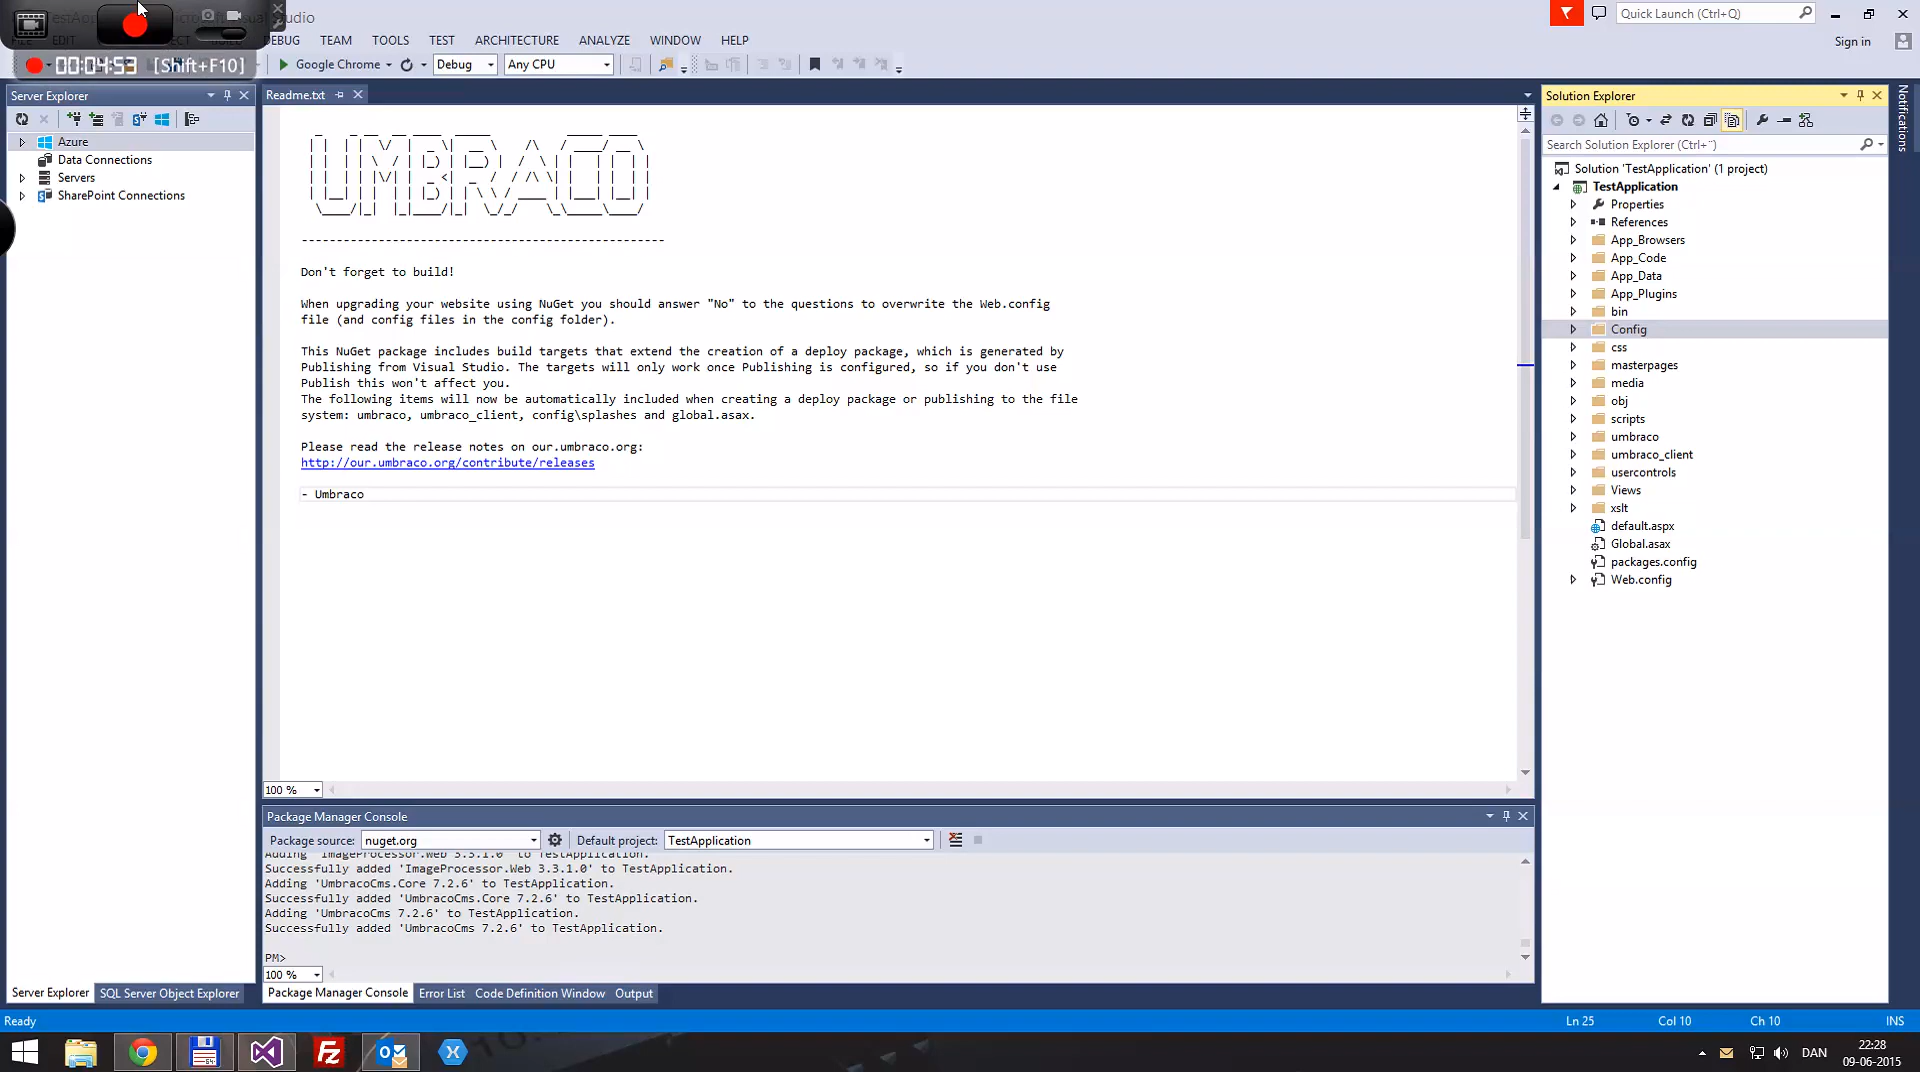 Quick Launch (Ctrl+Q)
DEBUG TEAM TOOLS TEST ARCHITECTURE ANALYZE WINDOW HELP
Sign in
00:04:53 [Shift+F10]
Google Chrome Debug Any CPU
Server Explorer
Azure
Data Connections
Servers
SharePoint Connections
Readme.txt
UMBRACO
----------------------------------------------------
Don't forget to build!
When upgrading your website using NuGet you should answer "No" to the questions to overwrite the Web.config
file (and config files in the config folder).
This NuGet package includes build targets that extend the creation of a deploy package, which is generated by
Publishing from Visual Studio. The targets will only work once Publishing is configured, so if you don't use
Publish this won't affect you.
The following items will now be automatically included when creating a deploy package or publishing to the file
system: umbraco, umbraco_client, config\splashes and global.asax.
Please read the release notes on our.umbraco.org:
http://our.umbraco.org/contribute/releases
- Umbraco
100 %
Package Manager Console
Package source: nuget.org Default project: TestApplication
Adding 'ImageProcessor.Web 3.3.1.0' to TestApplication.
Successfully added 'ImageProcessor.Web 3.3.1.0' to TestApplication.
Adding 'UmbracoCms.Core 7.2.6' to TestApplication.
Successfully added 'UmbracoCms.Core 7.2.6' to TestApplication.
Adding 'UmbracoCms 7.2.6' to TestApplication.
Successfully added 'UmbracoCms 7.2.6' to TestApplication.
PM>
100 %
Server Explorer SQL Server Object Explorer
Package Manager Console Error List Code Definition Window Output
Solution Explorer
Search Solution Explorer (Ctrl+¨)
Solution 'TestApplication' (1 project)
TestApplication
Properties
References
App_Browsers
App_Code
App_Data
App_Plugins
bin
Config
css
masterpages
media
obj
scripts
umbraco
umbraco_client
usercontrols
Views
xslt
default.aspx
Global.asax
packages.config
Web.config
Notifications
Ready Ln 25 Col 10 Ch 10 INS
DAN
22:28
09-06-2015